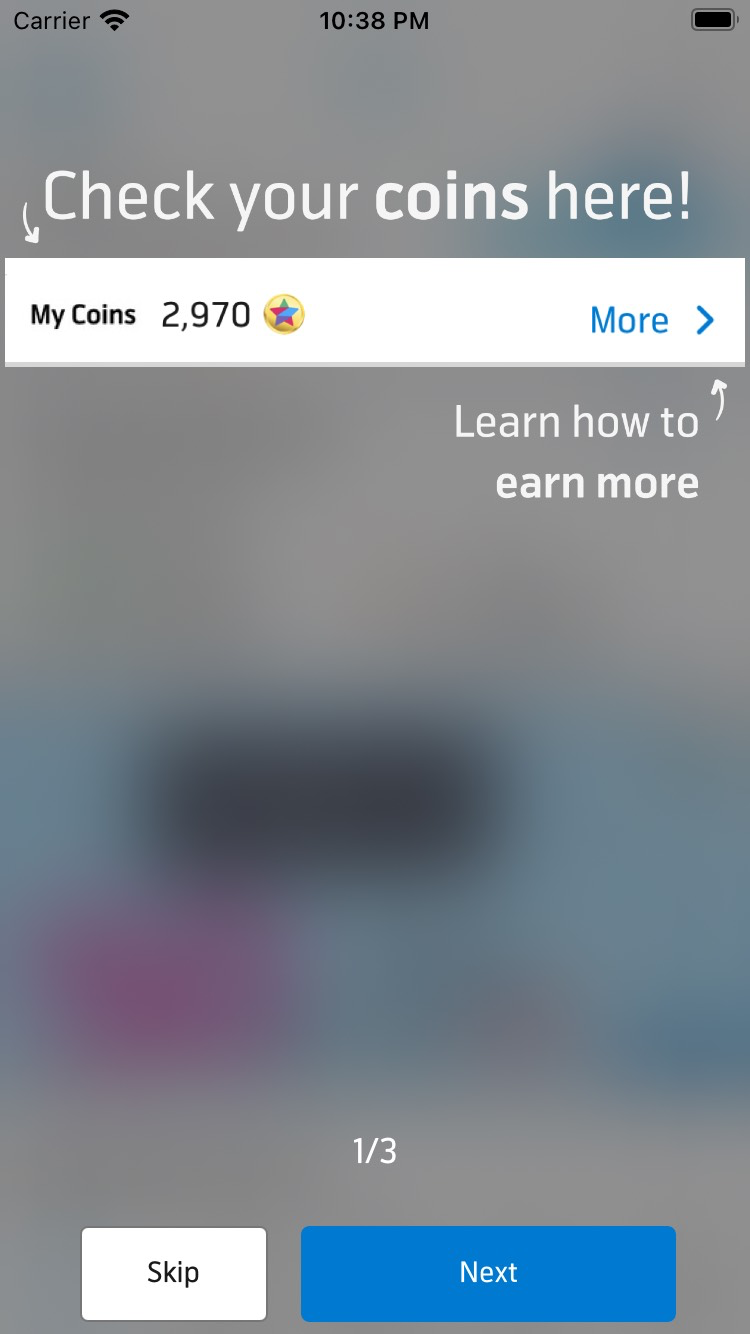 Carrier 10:38 PM
Check your coins here!
My Coins 2,970 More
Learn how to
earn more
1/3
Skip Next